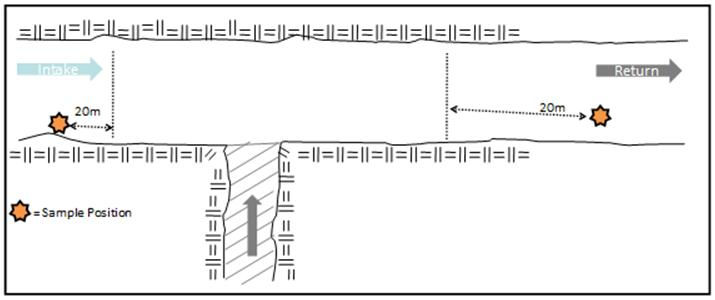 Intake
Return
20m
20m
= Sample Position